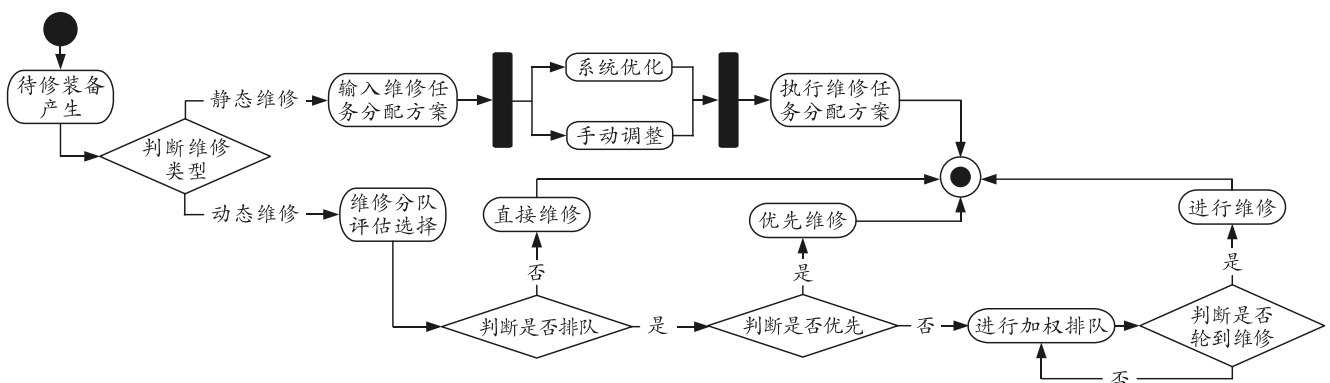 待修装备
产生
判断维修
类型
静态维修
输入维修任
务分配方案
系统优化
手动调整
执行维修任
务分配方案
动态维修
维修分队
评估选择
判断是否排队
否
直接维修
是
判断是否优先
是
优先维修
否
进行加权排队
判断是否
轮到维修
是
进行维修
否